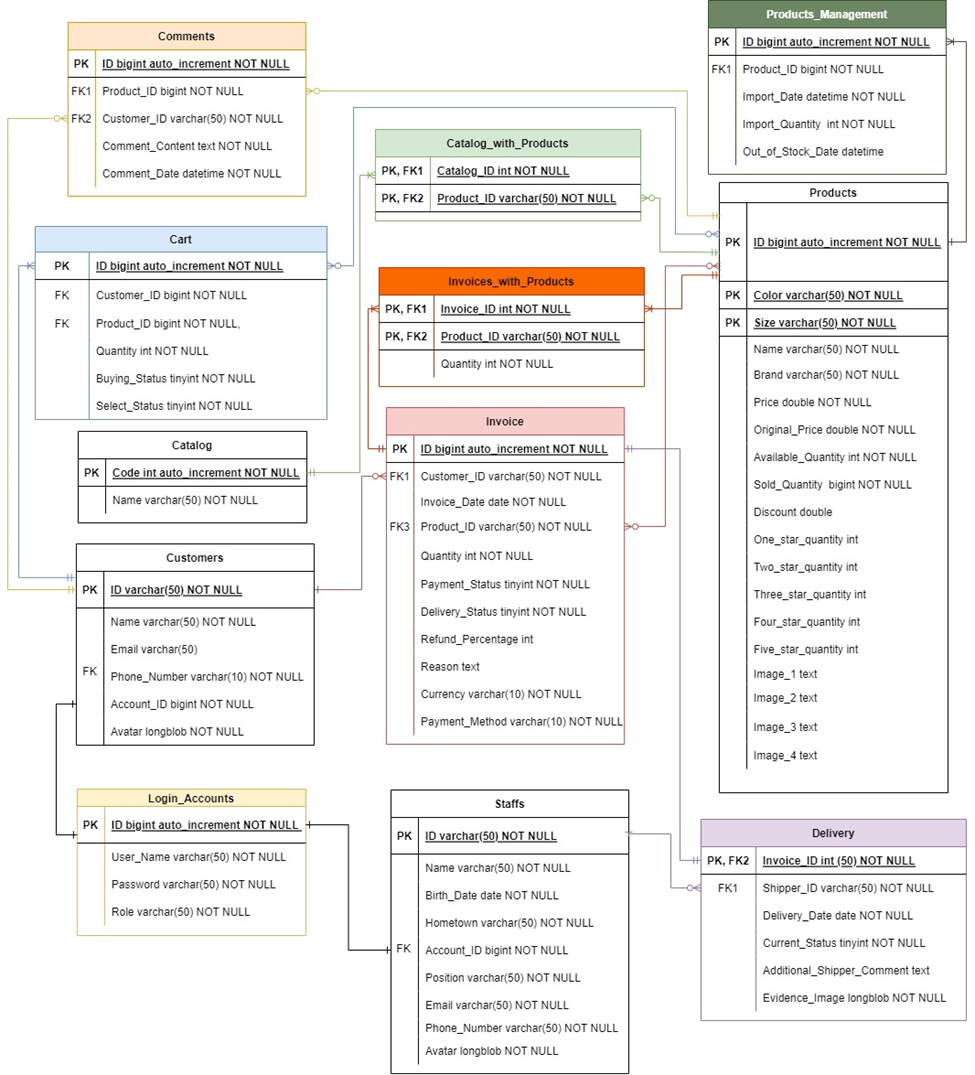 Products_Management
PK ID bigint auto_increment NOT NULL
FK1 Product_ID bigint NOT NULL
Import_Date datetime NOT NULL
Import_Quantity int NOT NULL
Out_of_Stock_Date datetime
Comments
PK ID bigint auto_increment NOT NULL
FK1 Product_ID bigint NOT NULL
FK2 Customer_ID varchar(50) NOT NULL
Comment_Content text NOT NULL
Comment_Date datetime NOT NULL
Catalog_with_Products
PK, FK1 Catalog_ID int NOT NULL
PK, FK2 Product_ID varchar(50) NOT NULL
Products
PK ID bigint auto_increment NOT NULL
PK Color varchar(50) NOT NULL
PK Size varchar(50) NOT NULL
Name varchar(50) NOT NULL
Brand varchar(50) NOT NULL
Price double NOT NULL
Original_Price double NOT NULL
Available_Quantity int NOT NULL
Sold_Quantity bigint NOT NULL
Discount double
One_star_quantity int
Two_star_quantity int
Three_star_quantity int
Four_star_quantity int
Five_star_quantity int
Image_1 text
Image_2 text
Image_3 text
Image_4 text
Cart
PK ID bigint auto_increment NOT NULL
FK Customer_ID bigint NOT NULL
FK Product_ID bigint NOT NULL,
Quantity int NOT NULL
Buying_Status tinyint NOT NULL
Select_Status tinyint NOT NULL
Invoices_with_Products
PK, FK1 Invoice_ID int NOT NULL
PK, FK2 Product_ID varchar(50) NOT NULL
Quantity int NOT NULL
Catalog
PK Code int auto_increment NOT NULL
Name varchar(50) NOT NULL
Invoice
PK ID bigint auto_increment NOT NULL
FK1 Customer_ID varchar(50) NOT NULL
Invoice_Date date NOT NULL
FK3 Product_ID varchar(50) NOT NULL
Quantity int NOT NULL
Payment_Status tinyint NOT NULL
Delivery_Status tinyint NOT NULL
Refund_Percentage int
Reason text
Currency varchar(10) NOT NULL
Payment_Method varchar(10) NOT NULL
Customers
PK ID varchar(50) NOT NULL
Name varchar(50) NOT NULL
Email varchar(50)
FK Phone_Number varchar(10) NOT NULL
Account_ID bigint NOT NULL
Avatar longblob NOT NULL
Login_Accounts
PK ID bigint auto_increment NOT NULL
User_Name varchar(50) NOT NULL
Password varchar(50) NOT NULL
Role varchar(50) NOT NULL
Staffs
PK ID varchar(50) NOT NULL
Name varchar(50) NOT NULL
Birth_Date date NOT NULL
Hometown varchar(50) NOT NULL
FK Account_ID bigint NOT NULL
Position varchar(50) NOT NULL
Email varchar(50) NOT NULL
Phone_Number varchar(50) NOT NULL
Avatar longblob NOT NULL
Delivery
PK, FK2 Invoice_ID int (50) NOT NULL
FK1 Shipper_ID varchar(50) NOT NULL
Delivery_Date date NOT NULL
Current_Status tinyint NOT NULL
Additional_Shipper_Comment text
Evidence_Image longblob NOT NULL